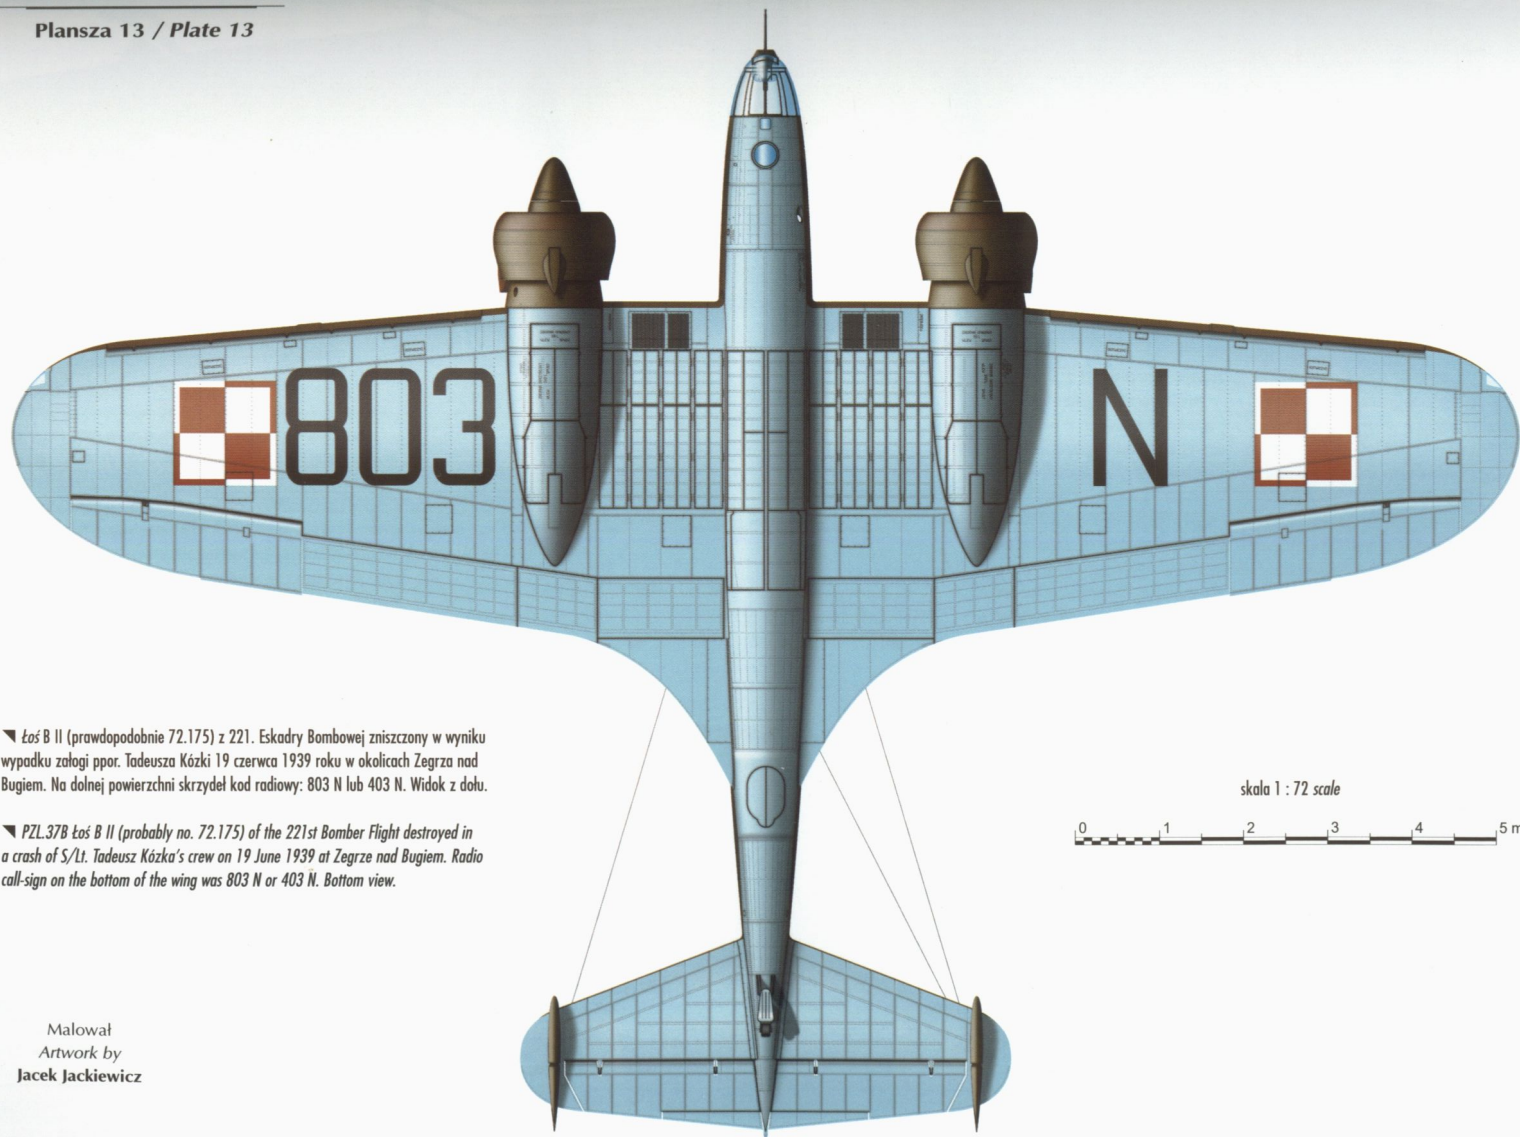 Plansza 13 / Plate 13
803
N
Łoś B II (prawdopodobnie 72.175) z 221. Eskadry Bombowej zniszczony w wyniku
wypadku załogi ppor. Tadeusza Kózki 19 czerwca 1939 roku w okolicach Zegrza nad
Bugiem. Na dolnej powierzchni skrzydeł kod radiowy: 803 N lub 403 N. Widok z dołu.
PZL.37B Łoś B II (probably no. 72.175) of the 221st Bomber Flight destroyed in
a crash of S/Lt. Tadeusz Kózka's crew on 19 June 1939 at Zegrze nad Bugiem. Radio
call-sign on the bottom of the wing was 803 N or 403 N. Bottom view.
skala 1 : 72 scale
0 1 2 3 4 5 m
Malował
Artwork by
Jacek Jackiewicz